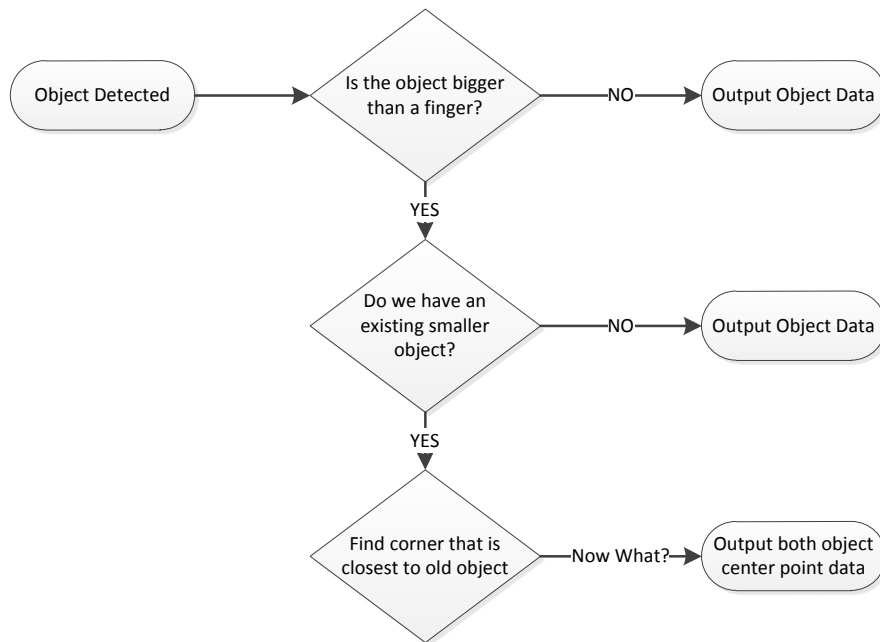 Object Detected
Is the object bigger
than a finger?
NO
Output Object Data
YES
Do we have an
existing smaller
object?
NO
Output Object Data
YES
Find corner that is
closest to old object
Now What?
Output both object
center point data